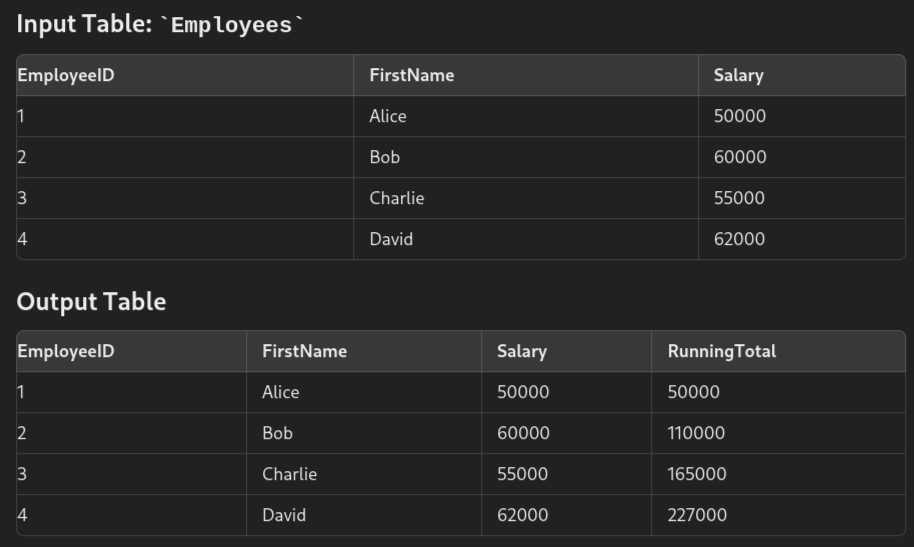 Input Table: `Employees`
EmployeeID FirstName Salary
1 Alice 50000
2 Bob 60000
3 Charlie 55000
4 David 62000
Output Table
EmployeeID FirstName Salary RunningTotal
1 Alice 50000 50000
2 Bob 60000 110000
3 Charlie 55000 165000
4 David 62000 227000